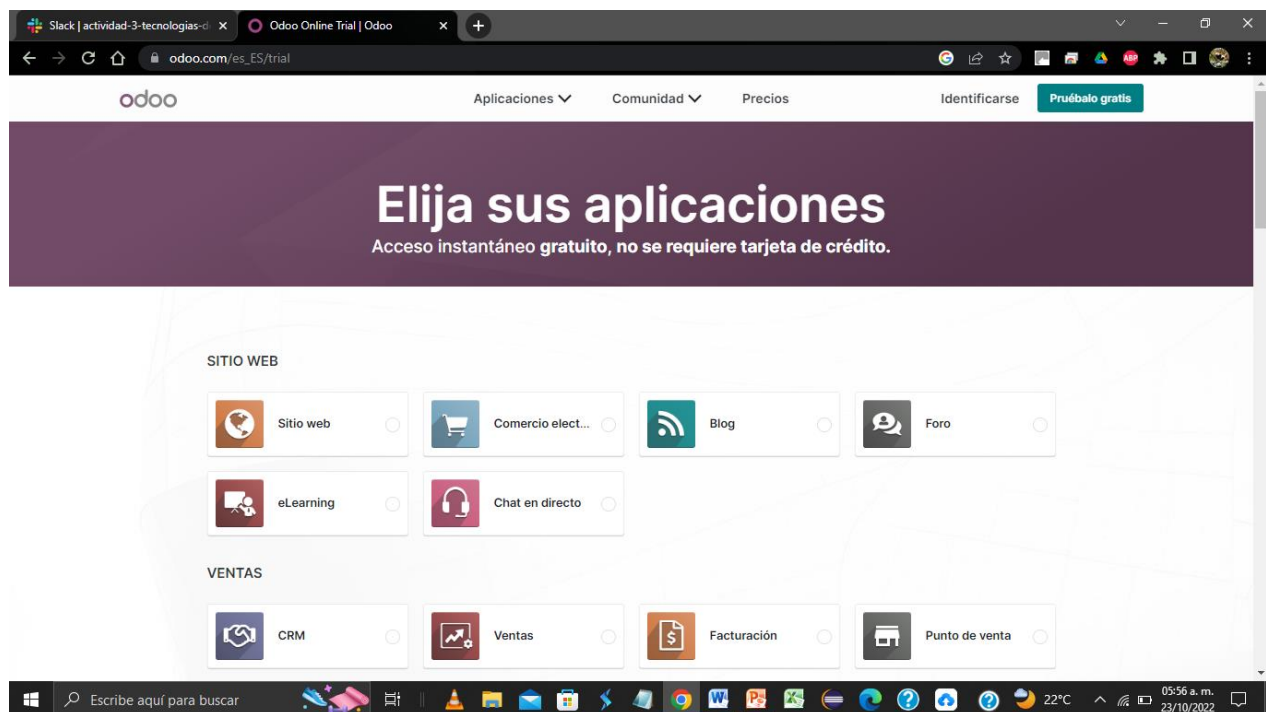 Slack | actividad-3-tecnologias-d
Odoo Online Trial | Odoo
odoo.com/es_ES/trial
ABP
odoo
Aplicaciones
Comunidad
Precios
Identificarse
Pruébalo gratis
Elija sus aplicaciones
Acceso instantáneo gratuito, no se requiere tarjeta de crédito.
SITIO WEB
Sitio web
Comercio elect...
Blog
Foro
eLearning
Chat en directo
VENTAS
CRM
Ventas
Facturación
Punto de venta
Escribe aquí para buscar
22°C
05:56 a. m.
23/10/2022